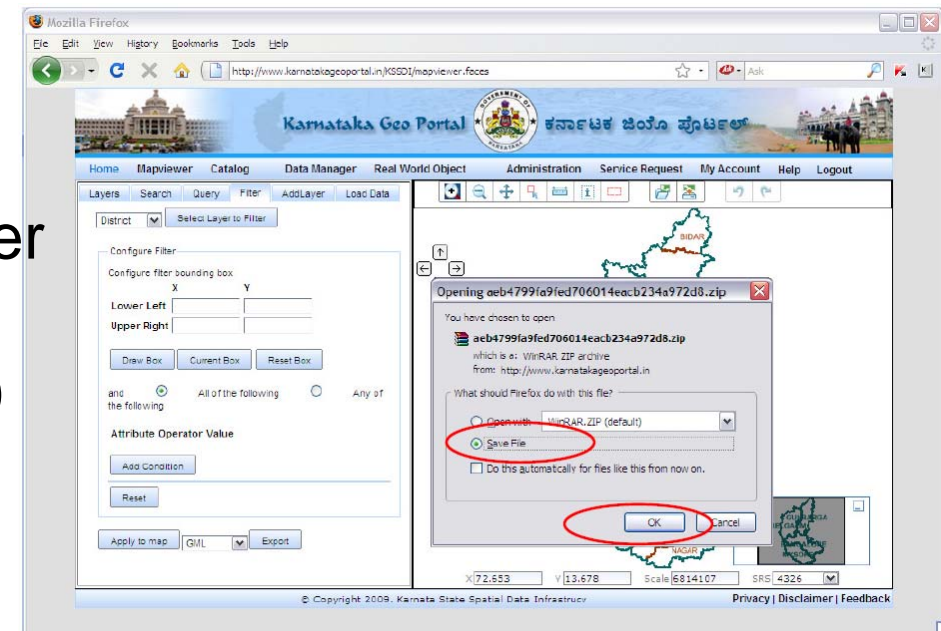 Mozilla Firefox
File Edit View History Bookmarks Tools Help
http://www.karnatakageoportal.in/KSSDI/mapviewer.faces
Ask
Karnataka Geo Portal ಕರ್ನಾಟಕ ಜಿಯೋ ಪೊರ್ಟಲ್
Home Mapviewer Catalog Data Manager Real World Object Administration Service Request My Account Help Logout
Layers Search Query Filter AddLayer Load Data
er
)
District Select Layer to Filter
Configure Filter
Configure filter bounding box
X Y
Lower Left
Upper Right
Draw Box Current Box Reset Box
and All of the following Any of
the following
Attribute Operator Value
Add Condition
Reset
Apply to map GML Export
BIDAR
Opening aeb4799fa9fed706014eacb234a972d8.zip
You have chosen to open
aeb4799fa9fed706014eacb234a972d8.zip
which is a: WinRAR ZIP archive
from: http://www.karnatakageoportal.in
What should Firefox do with this file?
Open with WinRAR.ZIP (default)
Save File
Do this automatically for files like this from now on.
OK Cancel
NAGAR
X 72.653 Y 13.678 Scale 6814107 SRS 4326
© Copyright 2009. Karnata State Spatial Data Infrastrucr Privacy | Disclaimer | Feedback